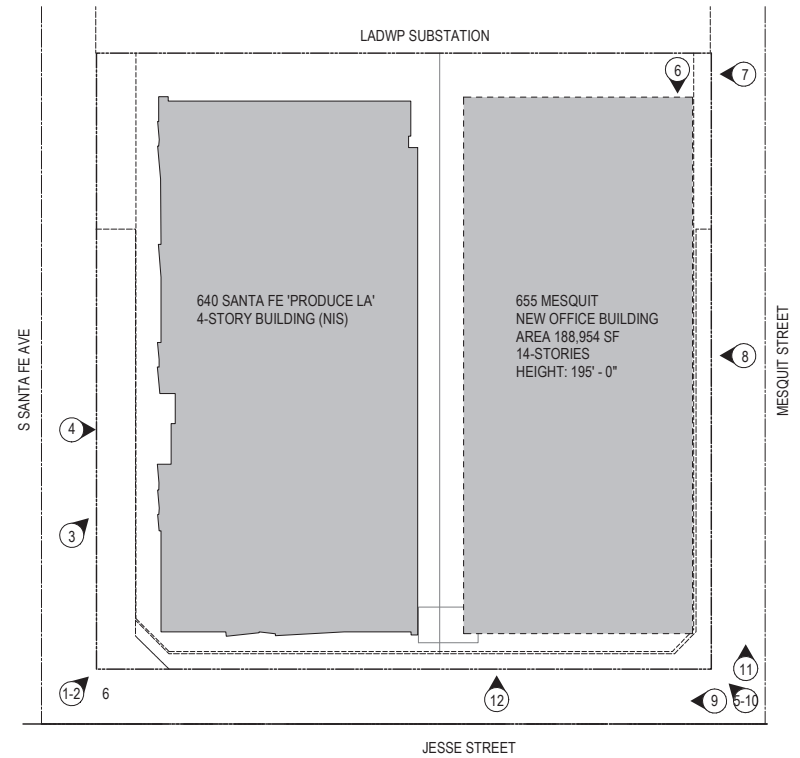 LADWP SUBSTATION
6
7
640 SANTA FE 'PRODUCE LA'
4-STORY BUILDING (NIS)
655 MESQUIT
NEW OFFICE BUILDING
AREA 188,954 SF
14-STORIES
HEIGHT: 195' - 0"
S SANTA FE AVE
MESQUIT STREET
8
4
3
11
1-2
6
12
9
5-10
JESSE STREET